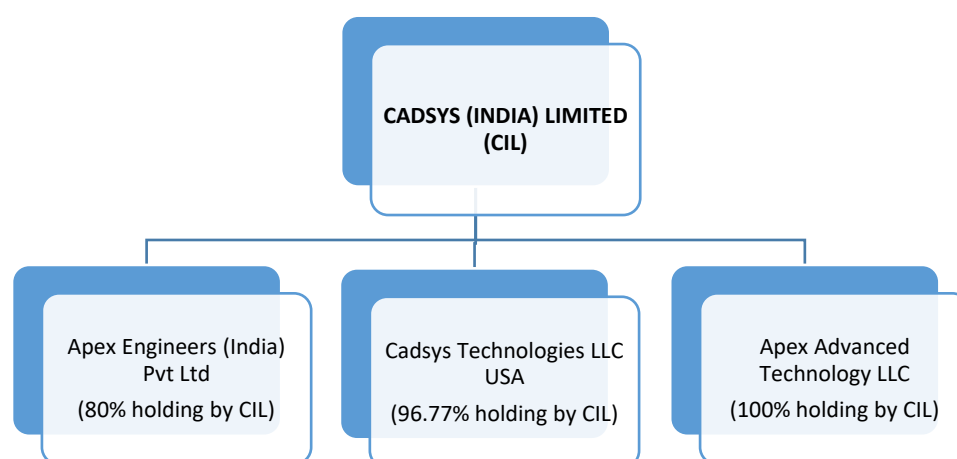 CADSYS (INDIA) LIMITED
(CIL)
Apex Engineers (India)
Pvt Ltd
(80% holding by CIL)
Cadsys Technologies LLC
USA
(96.77% holding by CIL)
Apex Advanced
Technology LLC
(100% holding by CIL)